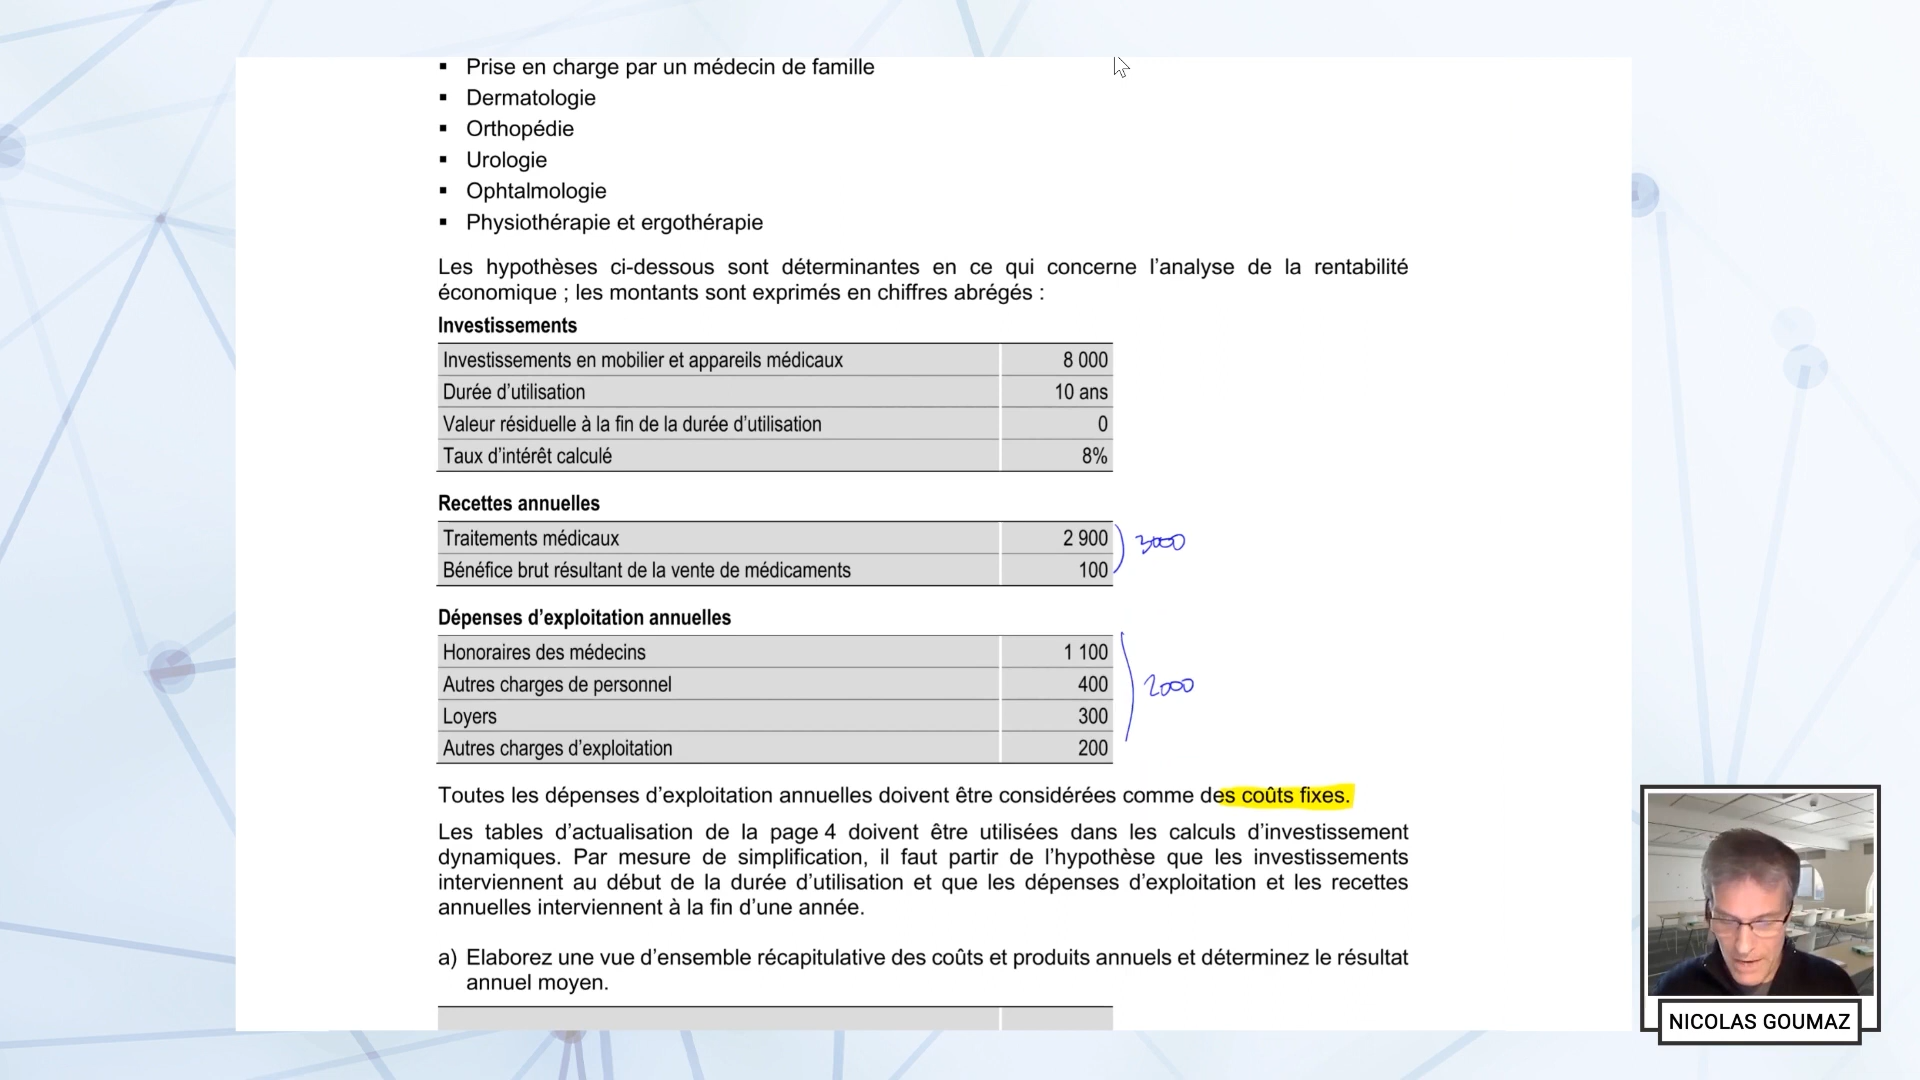 ▪ Prise en charge par un médecin de famille
▪ Dermatologie
▪ Orthopédie
▪ Urologie
▪ Ophtalmologie
▪ Physiothérapie et ergothérapie
Les hypothèses ci-dessous sont déterminantes en ce qui concerne l’analyse de la rentabilité
économique ; les montants sont exprimés en chiffres abrégés :
Investissements
Investissements en mobilier et appareils médicaux 8 000
Durée d’utilisation 10 ans
Valeur résiduelle à la fin de la durée d’utilisation 0
Taux d’intérêt calculé 8%
Recettes annuelles
Traitements médicaux 2 900
Bénéfice brut résultant de la vente de médicaments 100
3000
Dépenses d’exploitation annuelles
Honoraires des médecins 1 100
Autres charges de personnel 400
Loyers 300
Autres charges d’exploitation 200
2000
Toutes les dépenses d’exploitation annuelles doivent être considérées comme des coûts fixes.
Les tables d’actualisation de la page 4 doivent être utilisées dans les calculs d’investissement
dynamiques. Par mesure de simplification, il faut partir de l’hypothèse que les investissements
interviennent au début de la durée d’utilisation et que les dépenses d’exploitation et les recettes
annuelles interviennent à la fin d’une année.
a) Elaborez une vue d’ensemble récapitulative des coûts et produits annuels et déterminez le résultat
annuel moyen.
NICOLAS GOUMAZ